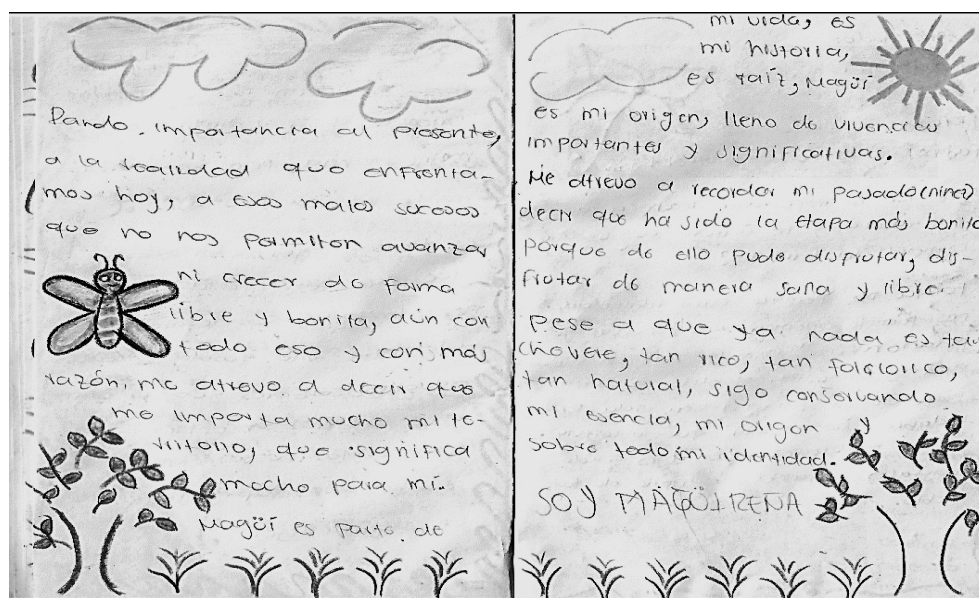 Dando importancia al presente,
a la realidad que enfrenta-
mos hoy, a esos malos sucesos
que no nos permiten avanzar
ni crecer de forma
libre y bonita, aún con
todo eso y con más
razón, me atrevo a decir que
me importa mucho mi te-
rritorio, que significa
mucho para mí.
Magüí es parte de
mi vida, es
mi historia,
es raíz, Magüí
es mi origen, lleno de vivencias
importantes y significativas.
Me atrevo a recordar mi pasado(niñez)
decir que ha sido la etapa más bonita
porque de ello pude disfrutar, dis-
frutar de manera sana y libre.
Pese a que ya nada es tan
chévere, tan rico, tan folclorico,
tan natural, sigo conservando
mi esencia, mi origen y
sobre todo mi identidad.
SOY MAGÜIREÑA